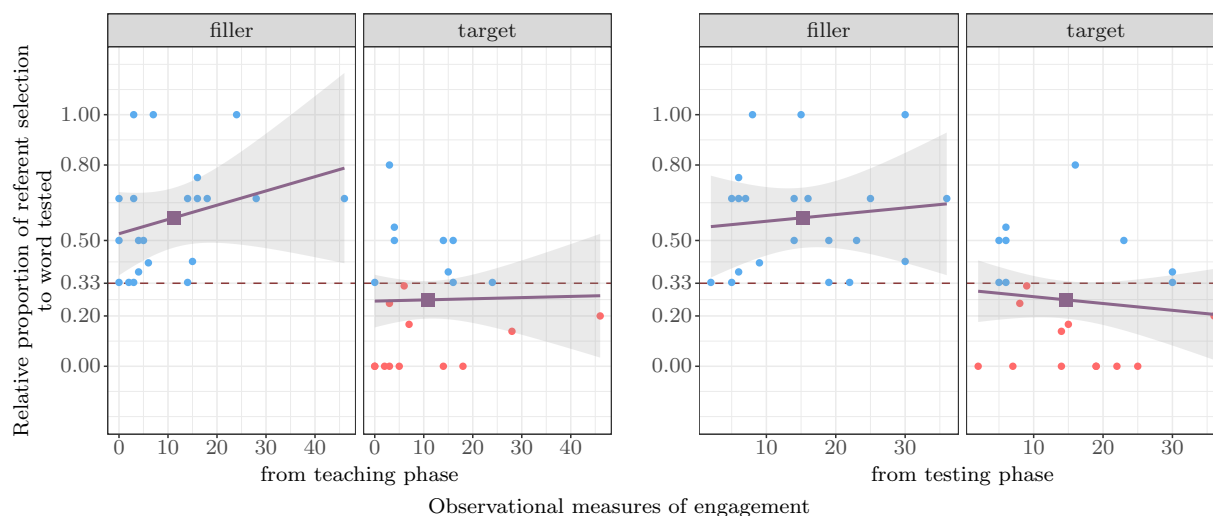 filler
target
filler
target
Relative proportion of referent selection
to word tested
1.00
0.80
0.50
0.33
0.20
0.00
1.00
0.80
0.50
0.33
0.20
0.00
0 10 20 30 40
0 10 20 30 40
10 20 30
10 20 30
from teaching phase
from testing phase
Observational measures of engagement